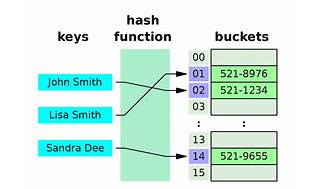 hash
keys function buckets
00
John Smith 01 521-8976
02 521-1234
Lisa Smith 03
: :
13
Sandra Dee 14 521-9655
15